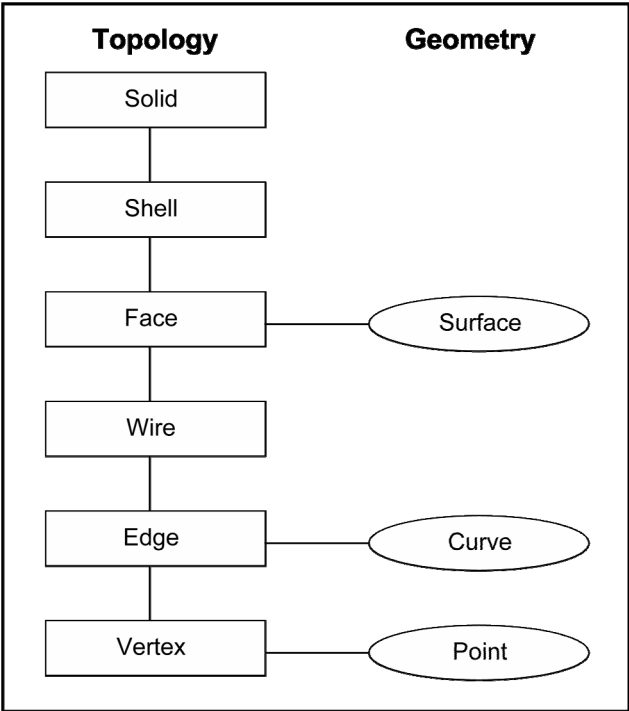 Topology Geometry
Solid
Shell
Face Surface
Wire
Edge Curve
Vertex Point